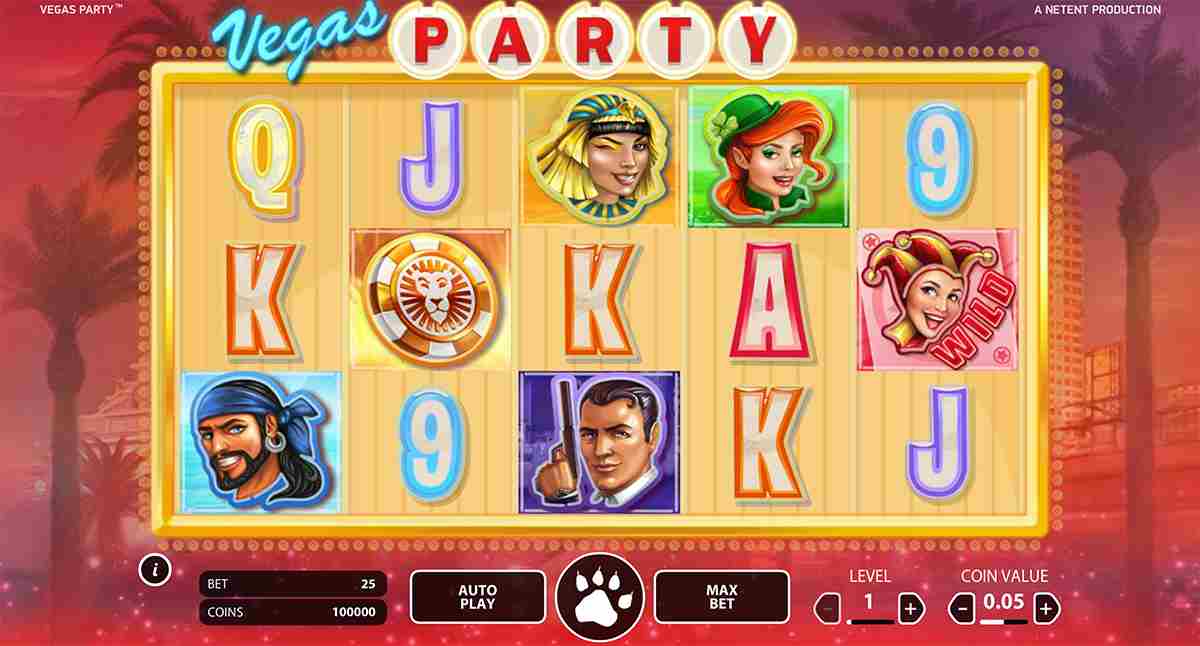 VEGAS PARTY™
A NETENT PRODUCTION
Vegas PARTY
Q J 9
K K A WILD
9 K J
i
BET 25
COINS 100000
AUTO PLAY
MAX BET
LEVEL
- 1 +
COIN VALUE
- 0.05 +